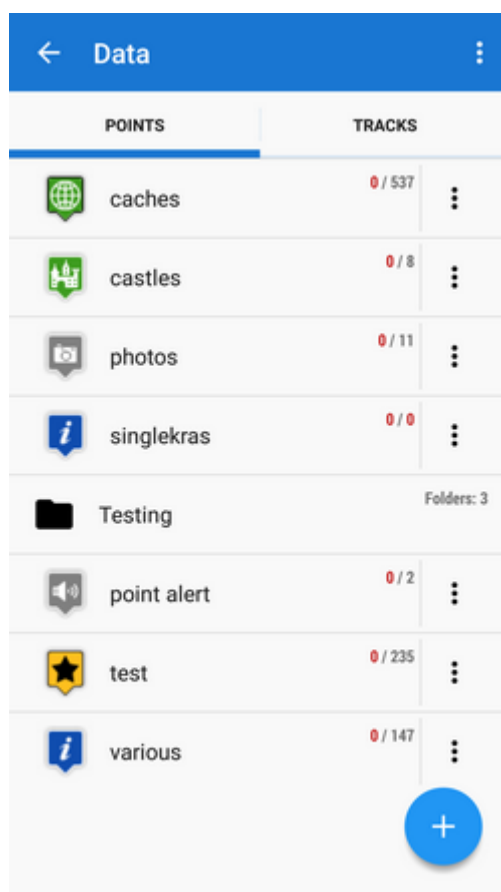 Data
POINTS TRACKS
caches 0 / 537
castles 0 / 8
photos 0 / 11
singlekras 0 / 0
Testing Folders: 3
point alert 0 / 2
test 0 / 235
various 0 / 147